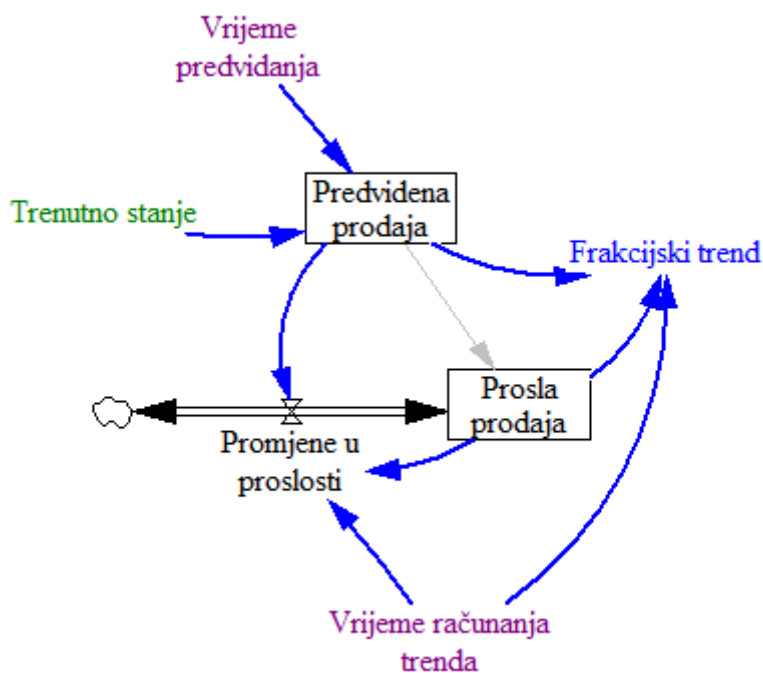 Vrijeme
predvidanja
Predvidena
prodaja
Trenutno stanje
Frakcijski trend
Prosla
prodaja
Promjene u
proslosti
Vrijeme računanja
trenda